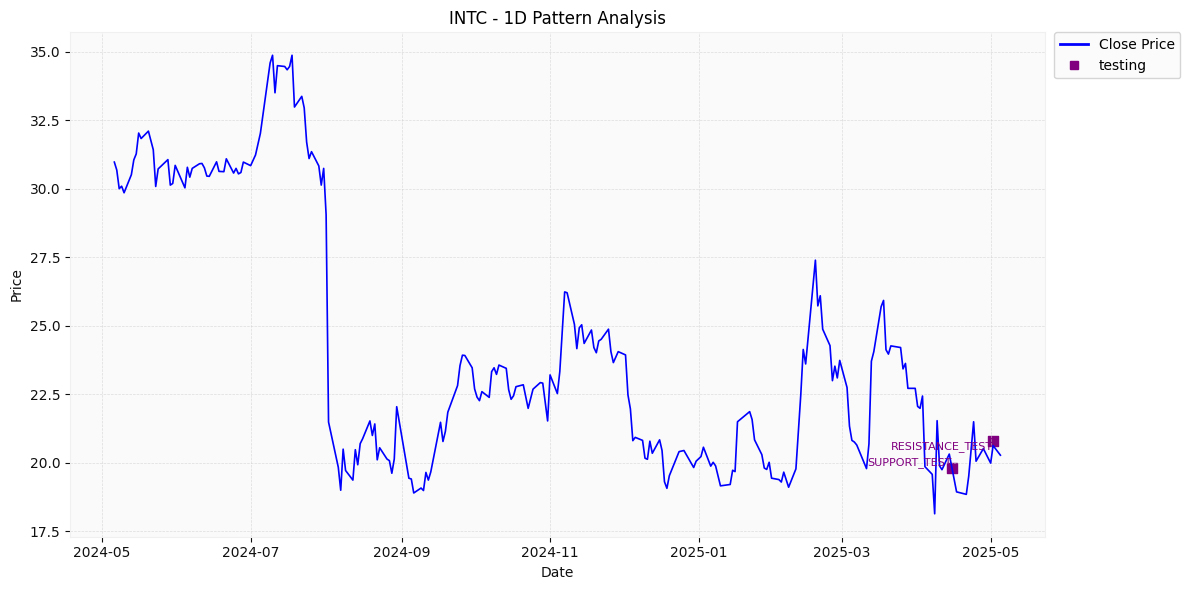 INTC - 1D Pattern Analysis
Close Price
testing
Price
35.0
32.5
30.0
27.5
25.0
22.5
20.0
17.5
RESISTANCE_TEST
SUPPORT_TEST
2024-05
2024-07
2024-09
2024-11
2025-01
2025-03
2025-05
Date